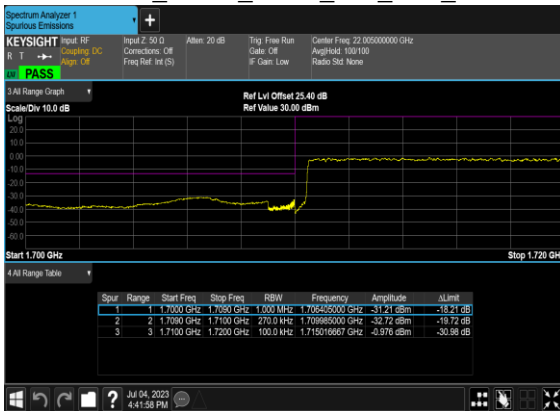 Spectrum Analyzer 1
Spurious Emissions
KEYSIGHT
R T
Input: RF
Coupling: DC
Align: Off
Input Z: 50 Ω
Corrections: Off
Freq Ref: Int (S)
Atten: 20 dB
Trig: Free Run
Gate: Off
IF Gain: Low
Center Freq: 22.005000000 GHz
Avg|Hold: 100/100
Radio Std: None
PASS
3 All Range Graph
Scale/Div 10.0 dB
Ref Lvl Offset 25.40 dB
Ref Value 30.00 dBm
Log
20.0
10.0
0.00
-10.0
-20.0
-30.0
-40.0
-50.0
-60.0
Start 1.700 GHz
Stop 1.720 GH
4 All Range Table
Spur Range Start Freq Stop Freq RBW Frequency Amplitude ΔLimit
1 1 1.7000 GHz 1.7090 GHz 1.000 MHz 1.706405000 GHz -31.21 dBm -18.21 dB
2 2 1.7090 GHz 1.7100 GHz 270.0 kHz 1.709985000 GHz -32.72 dBm -19.72 dB
3 3 1.7100 GHz 1.7200 GHz 100.0 kHz 1.715016667 GHz -0.976 dBm -30.98 dB
?
Jul 04, 2023
4:41:58 PM